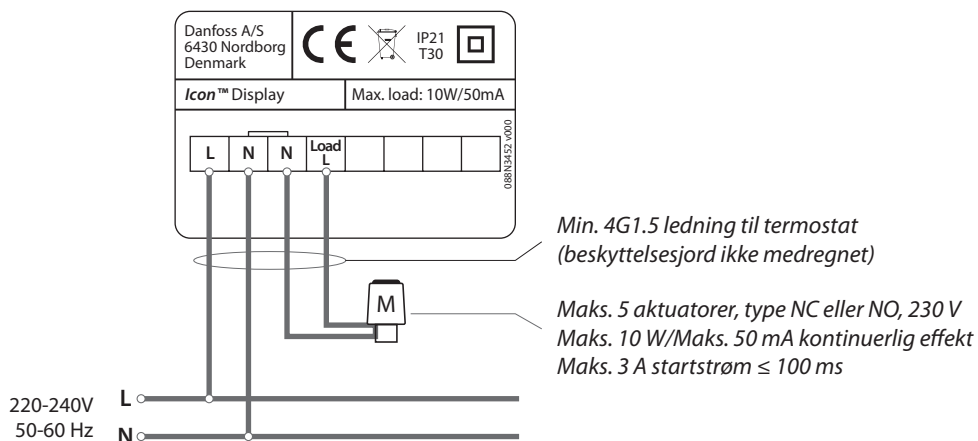 Danfoss A/S
6430 Nordborg
Denmark
IP21
T30
Icon™ Display
Max. load: 10W/50mA
088N3452 v000
L N N Load L
Min. 4G1.5 ledning til termostat
(beskyttelsesjord ikke medregnet)
M
Maks. 5 aktuatorer, type NC eller NO, 230 V
Maks. 10 W/Maks. 50 mA kontinuerlig effekt
Maks. 3 A startstrøm ≤ 100 ms
220-240V
50-60 Hz
L
N